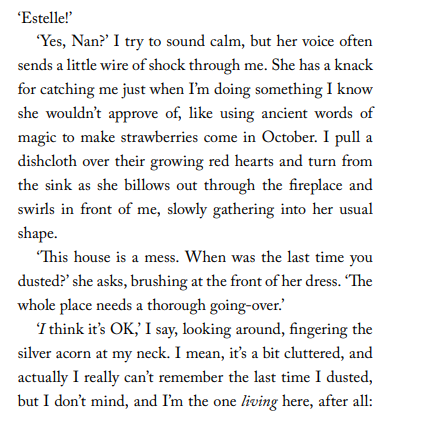 ‘Estelle!’
‘Yes, Nan?’ I try to sound calm, but her voice often
sends a little wire of shock through me. She has a knack
for catching me just when I’m doing something I know
she wouldn’t approve of, like using ancient words of
magic to make strawberries come in October. I pull a
dishcloth over their growing red hearts and turn from
the sink as she billows out through the fireplace and
swirls in front of me, slowly gathering into her usual
shape.
‘This house is a mess. When was the last time you
dusted?’ she asks, brushing at the front of her dress. ‘The
whole place needs a thorough going-over.’
‘I think it’s OK,’ I say, looking around, fingering the
silver acorn at my neck. I mean, it’s a bit cluttered, and
actually I really can’t remember the last time I dusted,
but I don’t mind, and I’m the one living here, after all: